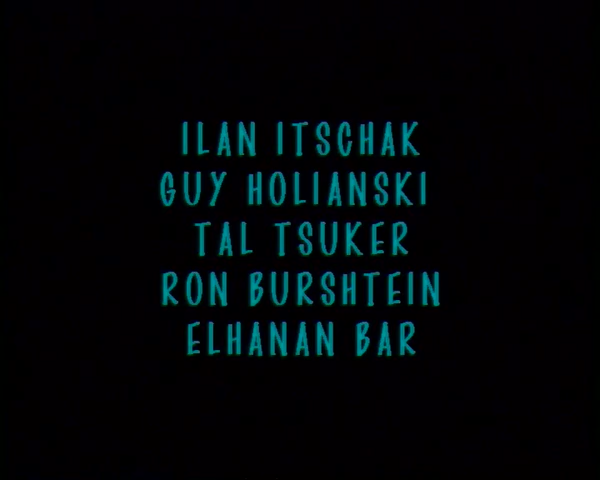 ILAN ITSCHAK
GUY HOLIANSKI
TAL TSUKER
RON BURSHTEIN
ELHANAN BAR